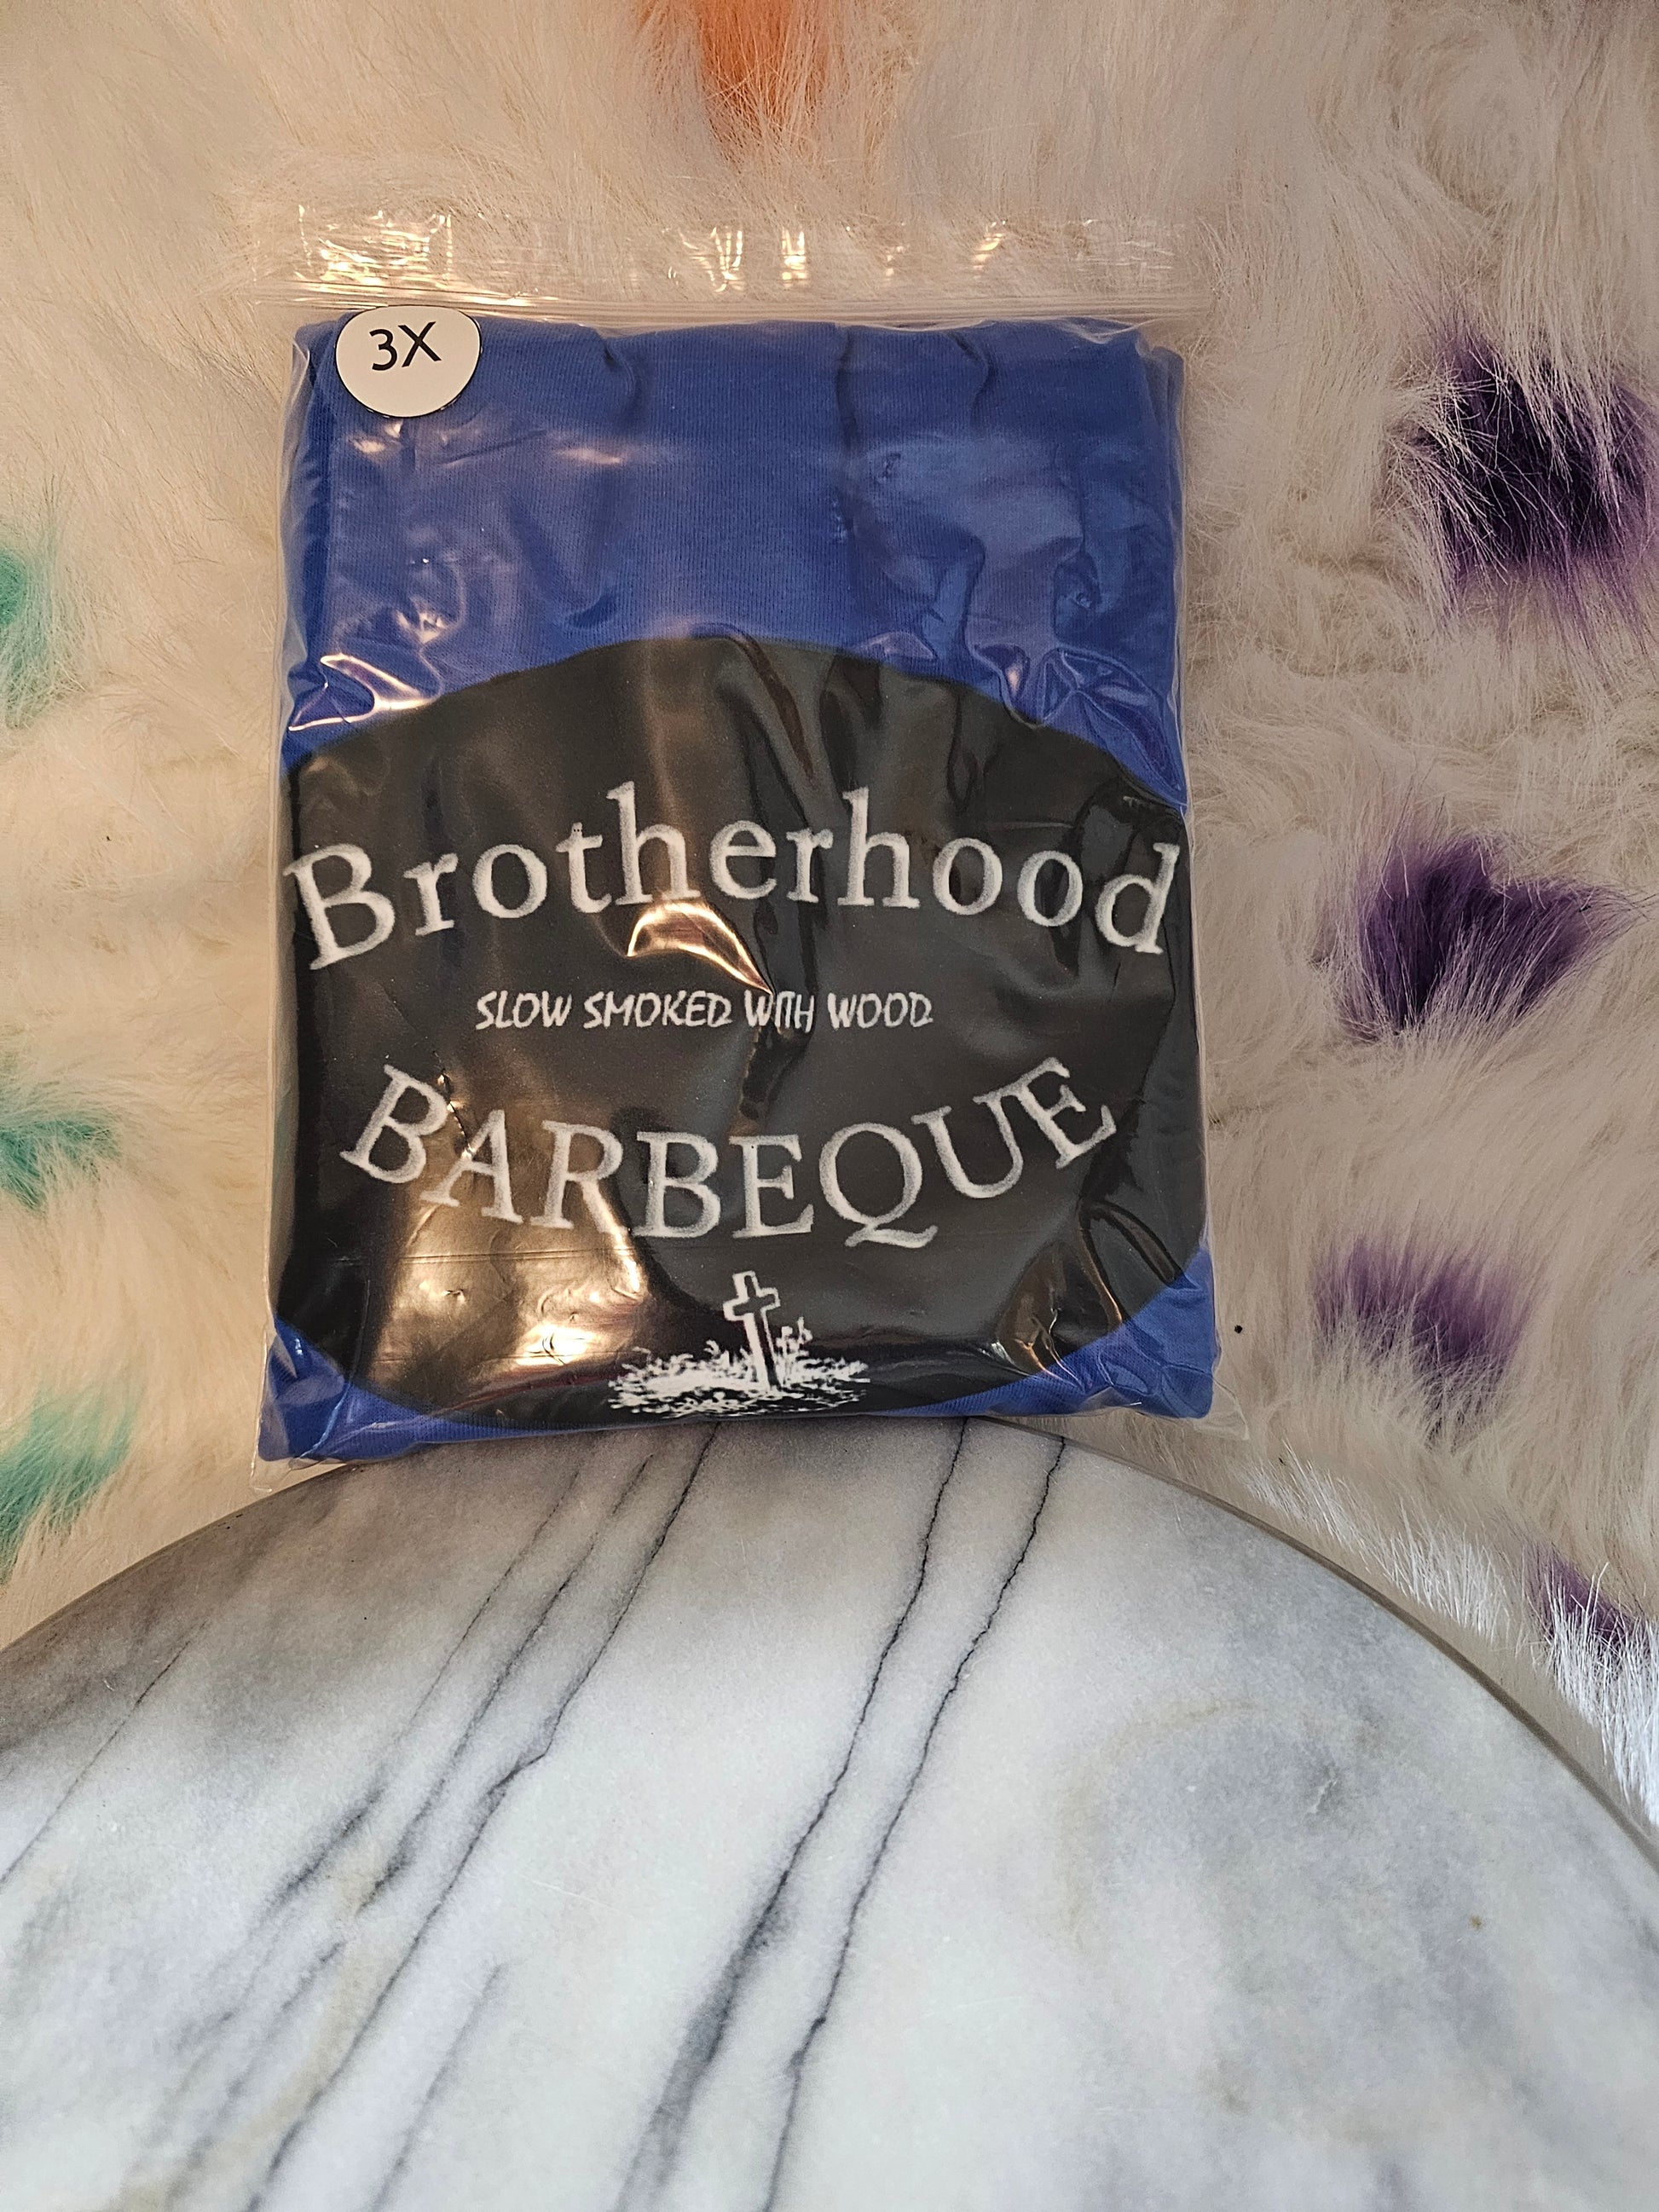 3X
Brotherhood
SLOW SMOKED WITH WOOD
BARBEQUE